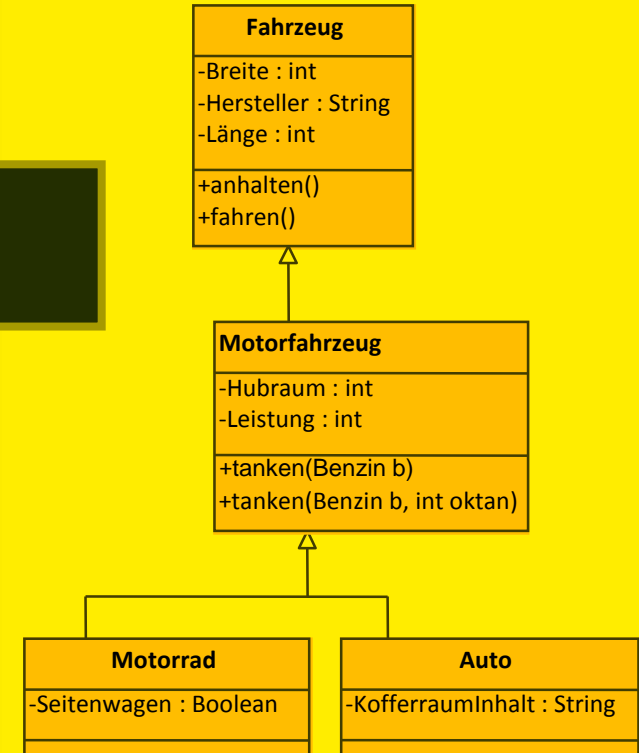 Fahrzeug
-Breite : int
-Hersteller : String
-Länge : int
+anhalten()
+fahren()
Motorfahrzeug
-Hubraum : int
-Leistung : int
+tanken(Benzin b)
+tanken(Benzin b, int oktan)
Motorrad
-Seitenwagen : Boolean
Auto
-KofferraumInhalt : String